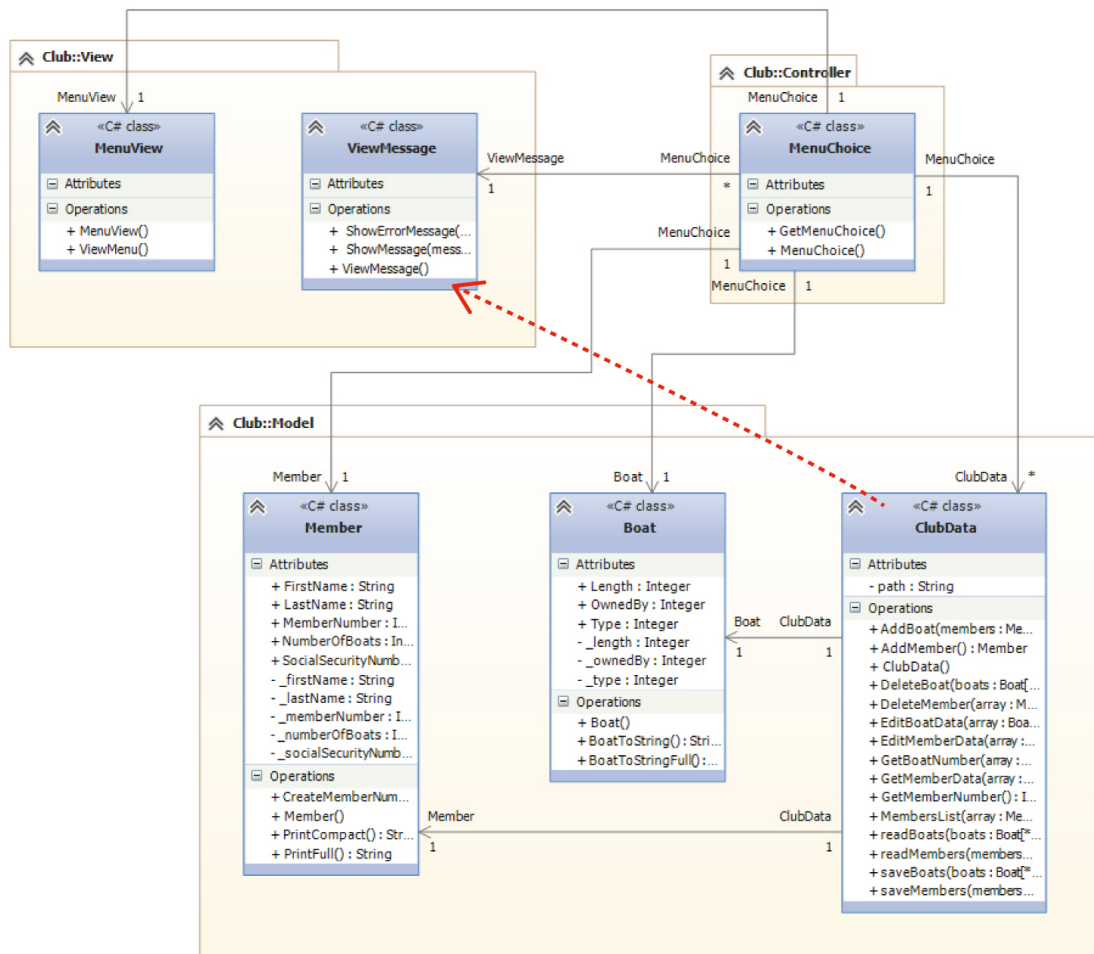 Club::View
MenuView 1
«C# class»
MenuView
Attributes
Operations
+ MenuView()
+ ViewMenu()
«C# class»
ViewMessage
Attributes
Operations
+ ShowErrorMessage(...
+ ShowMessage(mess...
+ ViewMessage()
ViewMessage
1
MenuChoice
*
Club::Controller
MenuChoice 1
«C# class»
MenuChoice
Attributes
Operations
+ GetMenuChoice()
+ MenuChoice()
MenuChoice
1
MenuChoice
1
MenuChoice 1
Club::Model
Member 1
«C# class»
Member
Attributes
+ FirstName : String
+ LastName : String
+ MemberNumber : I...
+ NumberOfBoats : In...
+ SocialSecurityNumb...
- _firstName : String
- _lastName : String
- _memberNumber : I...
- _numberOfBoats : I...
- _socialSecurityNumb...
Operations
+ CreateMemberNum...
+ Member()
+ PrintCompact() : Str...
+ PrintFull() : String
Boat 1
«C# class»
Boat
Attributes
+ Length : Integer
+ OwnedBy : Integer
+ Type : Integer
- _length : Integer
- _ownedBy : Integer
- _type : Integer
Operations
+ Boat()
+ BoatToString() : Stri...
+ BoatToStringFull() :...
Boat ClubData
1 1
Member ClubData
1 1
ClubData *
«C# class»
ClubData
Attributes
- path : String
Operations
+ AddBoat(members : Me...
+ AddMember() : Member
+ ClubData()
+ DeleteBoat(boats : Boat[...
+ DeleteMember(array : M...
+ EditBoatData(array : Boa...
+ EditMemberData(array :...
+ GetBoatNumber(array :...
+ GetMemberData(array :...
+ GetMemberNumber() : I...
+ MembersList(array : Me...
+ readBoats(boats : Boat[*...
+ readMembers(members...
+ saveBoats(boats : Boat[*...
+ saveMembers(members...